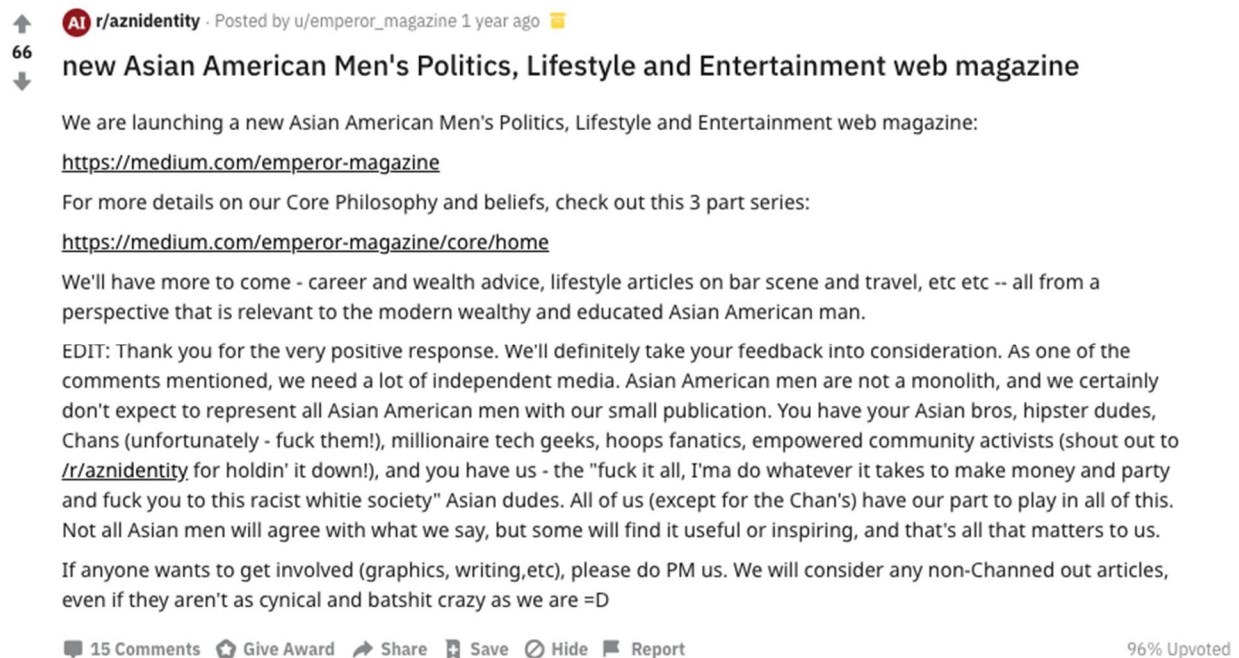 AI r/aznidentity · Posted by u/emperor_magazine 1 year ago
66
new Asian American Men's Politics, Lifestyle and Entertainment web magazine
We are launching a new Asian American Men's Politics, Lifestyle and Entertainment web magazine:
https://medium.com/emperor-magazine
For more details on our Core Philosophy and beliefs, check out this 3 part series:
https://medium.com/emperor-magazine/core/home
We'll have more to come - career and wealth advice, lifestyle articles on bar scene and travel, etc etc -- all from a
perspective that is relevant to the modern wealthy and educated Asian American man.
EDIT: Thank you for the very positive response. We'll definitely take your feedback into consideration. As one of the
comments mentioned, we need a lot of independent media. Asian American men are not a monolith, and we certainly
don't expect to represent all Asian American men with our small publication. You have your Asian bros, hipster dudes,
Chans (unfortunately - fuck them!), millionaire tech geeks, hoops fanatics, empowered community activists (shout out to
/r/aznidentity for holdin' it down!), and you have us - the "fuck it all, I'ma do whatever it takes to make money and party
and fuck you to this racist whitie society" Asian dudes. All of us (except for the Chan's) have our part to play in all of this.
Not all Asian men will agree with what we say, but some will find it useful or inspiring, and that's all that matters to us.
If anyone wants to get involved (graphics, writing,etc), please do PM us. We will consider any non-Channed out articles,
even if they aren't as cynical and batshit crazy as we are =D
15 Comments Give Award Share Save Hide Report 96% Upvoted